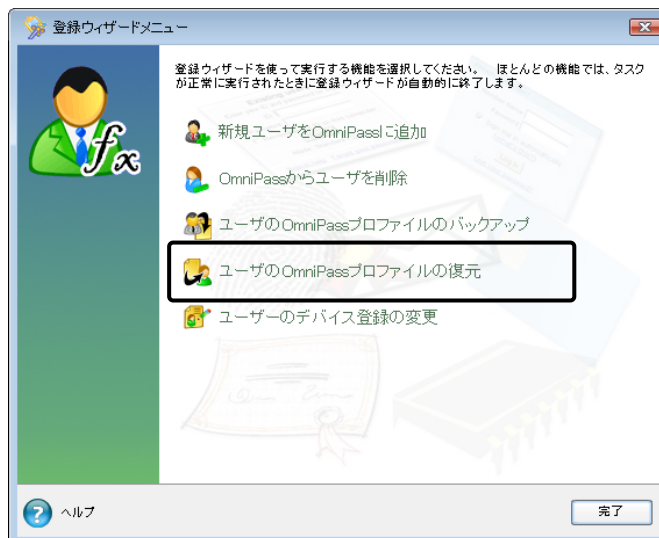 登録ウィザードメニュー
登録ウィザードを使って実行する機能を選択してください。 ほとんどの機能では、タスク
が正常に実行されたときに登録ウィザードが自動的に終了します。
fx
新規ユーザをOmniPassに追加
OmniPassからユーザを削除
ユーザのOmniPassプロファイルのバックアップ
ユーザのOmniPassプロファイルの復元
ユーザーのデバイス登録の変更
ヘルプ
完了